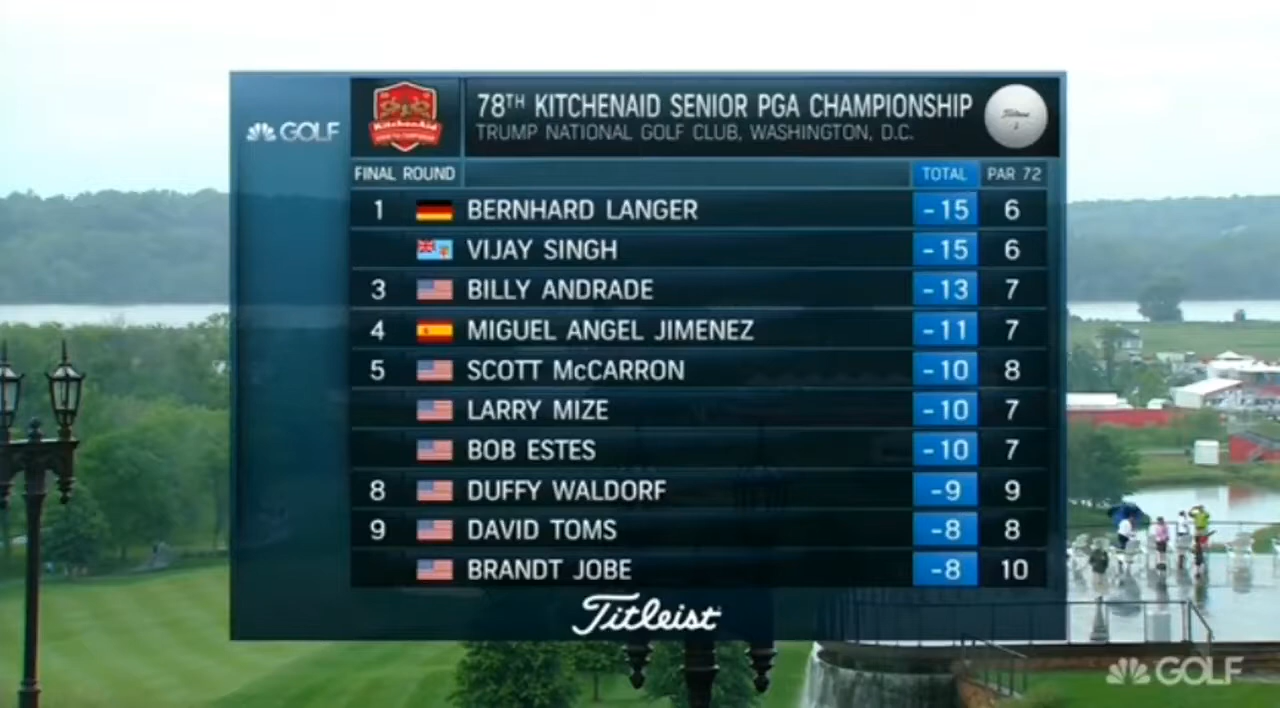 GOLF
KitchenAid
78TH KITCHENAID SENIOR PGA CHAMPIONSHIP
TRUMP NATIONAL GOLF CLUB, WASHINGTON, D.C.
Titleist
FINAL ROUND TOTAL PAR 72
1 BERNHARD LANGER -15 6
VIJAY SINGH -15 6
3 BILLY ANDRADE -13 7
4 MIGUEL ANGEL JIMENEZ -11 7
5 SCOTT McCARRON -10 8
LARRY MIZE -10 7
BOB ESTES -10 7
8 DUFFY WALDORF -9 9
9 DAVID TOMS -8 8
BRANDT JOBE -8 10
Titleist
GOLF